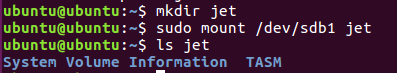 ubuntu@ubuntu:~$ mkdir jet
ubuntu@ubuntu:~$ sudo mount /dev/sdb1 jet
ubuntu@ubuntu:~$ ls jet
System Volume Information  TASM